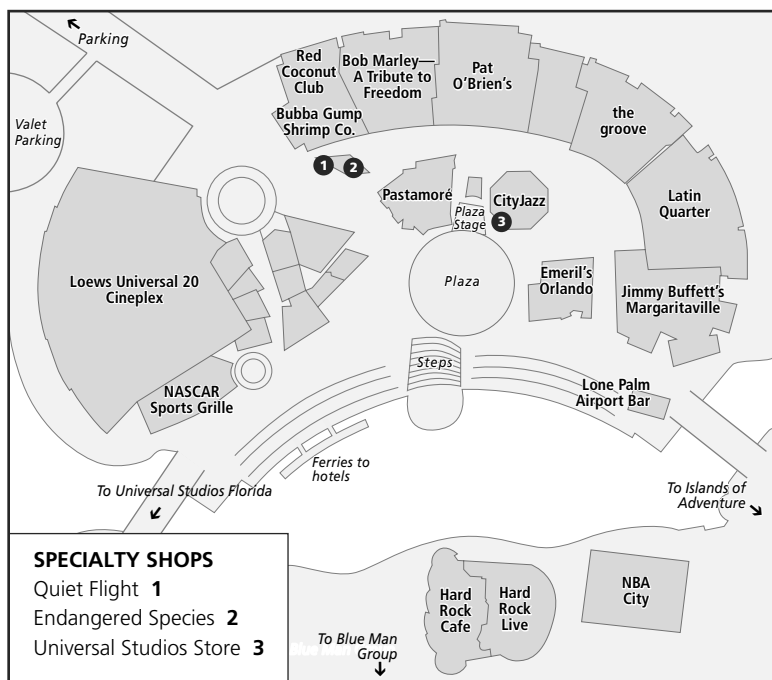 Parking
Valet
Parking
Red
Coconut
Club
Bubba Gump
Shrimp Co.
Bob Marley—
A Tribute to
Freedom
Pat
O'Brien's
the
groove
Latin
Quarter
1
2
Pastamoré
Plaza
Stage
CityJazz
3
Loews Universal 20
Cineplex
Plaza
Emeril's
Orlando
Jimmy Buffett's
Margaritaville
Steps
NASCAR
Sports Grille
Lone Palm
Airport Bar
Ferries to
hotels
To Universal Studios Florida
To Islands of
Adventure
SPECIALTY SHOPS
Quiet Flight 1
Endangered Species 2
Universal Studios Store 3
Hard
Rock
Cafe
Hard
Rock
Live
NBA
City
To Blue Man
Group